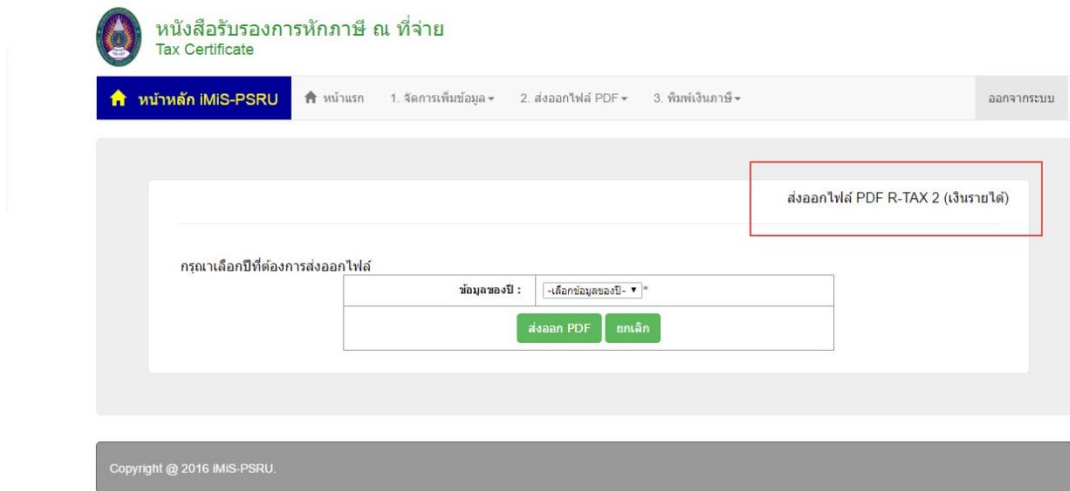 หนังสือรับรองการหักภาษี ณ ที่จ่าย
Tax Certificate
หน้าหลัก iMiS-PSRU หน้าแรก 1. จัดการเพิ่มข้อมูล 2. ส่งออกไฟล์ PDF 3. พิมพ์เงินภาษี ออกจากระบบ
ส่งออกไฟล์ PDF R-TAX 2 (เงินรายได้)
กรุณาเลือกปีที่ต้องการส่งออกไฟล์
ข้อมูลของปี : -เลือกข้อมูลของปี- *
ส่งออก PDF ยกเลิก
Copyright @ 2016 iMiS-PSRU.